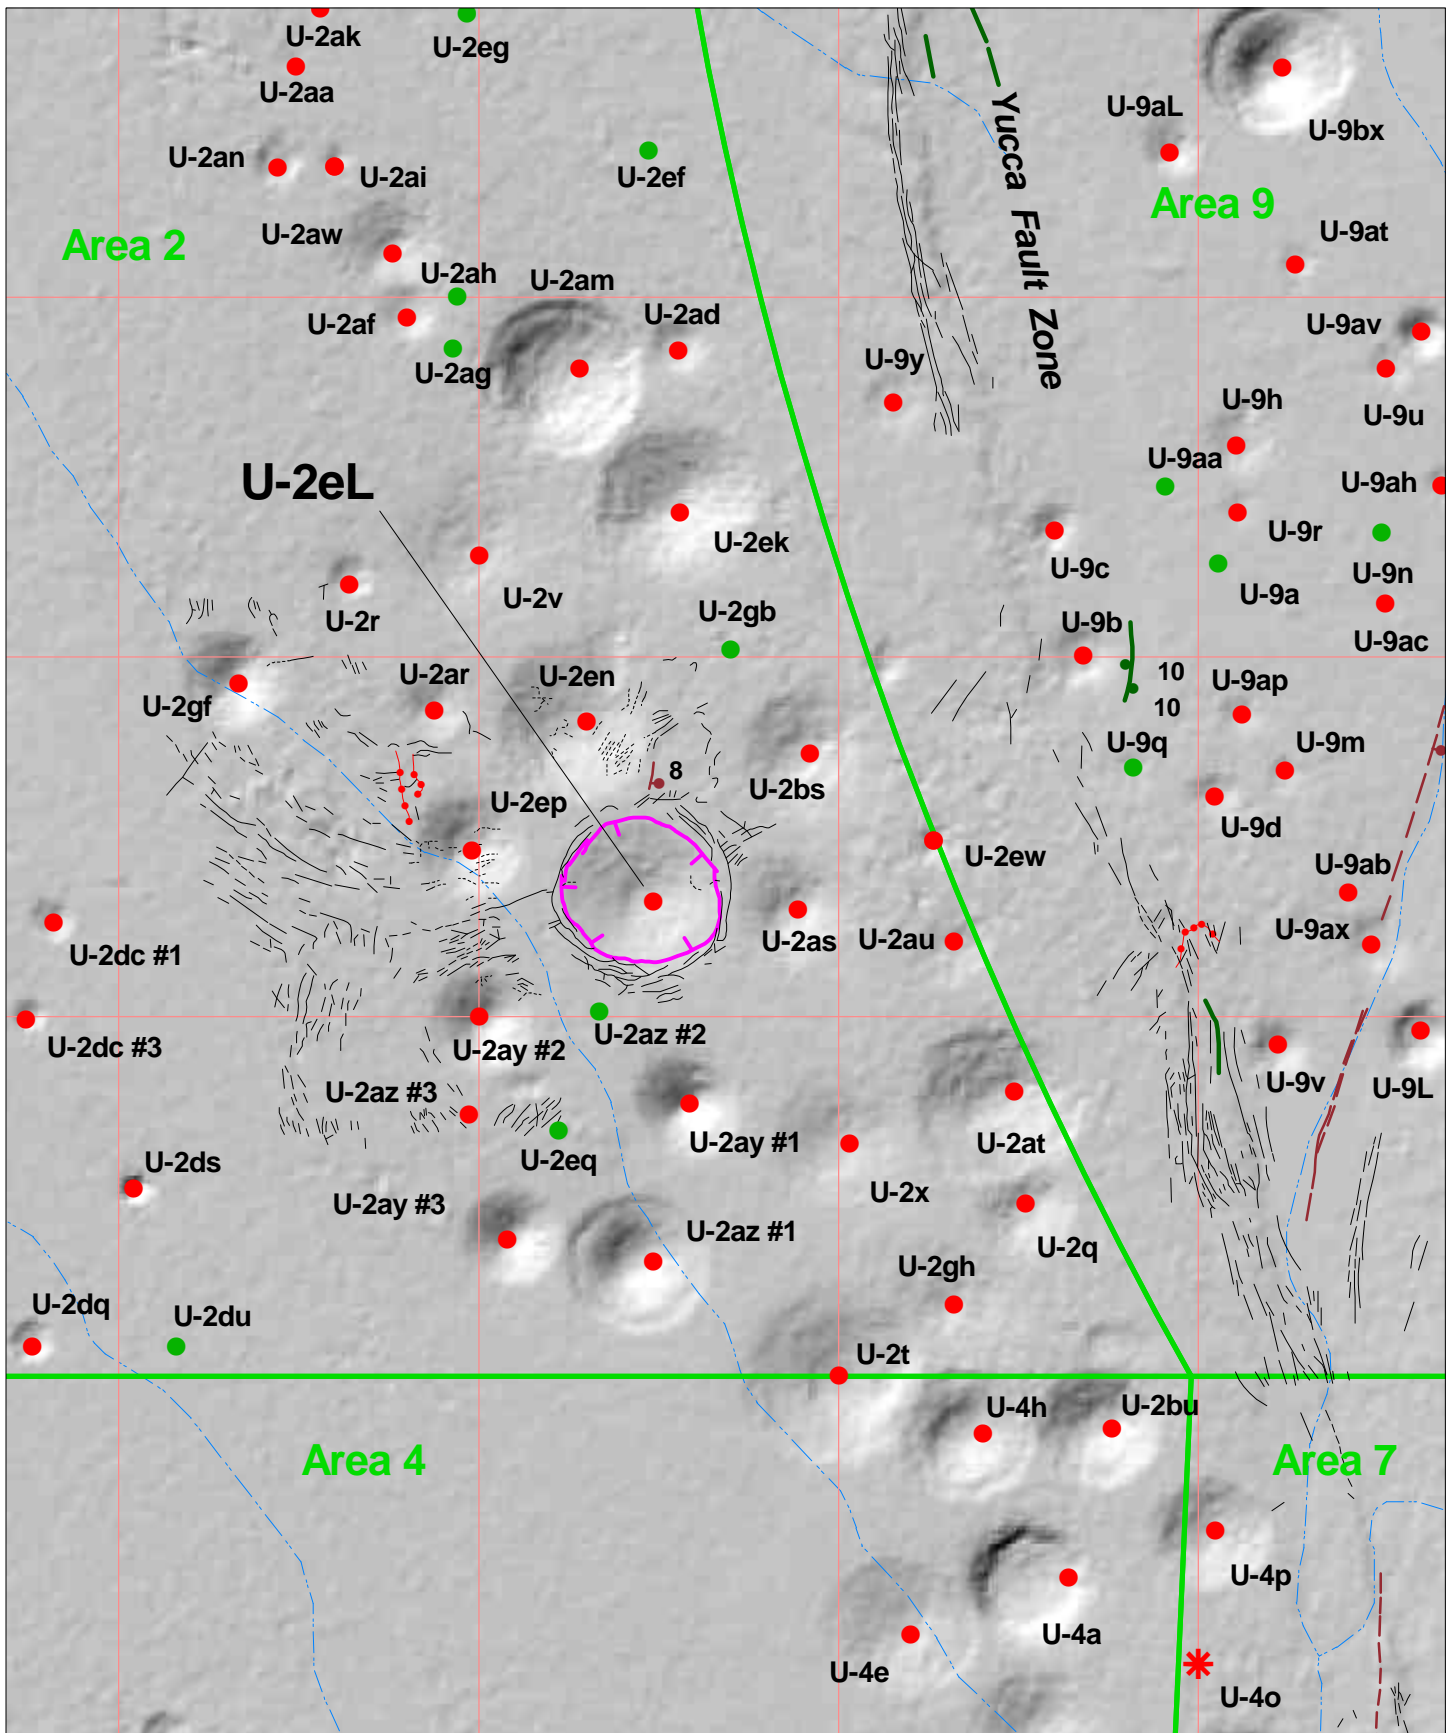 U-2ak
U-2eg
U-2aa
U-9aL
U-9bx
U-2an
U-2ai
U-2ef
Yucca Fault Zone
Area 9
Area 2
U-2aw
U-9at
U-2ah
U-2am
U-2af
U-2ad
U-9av
U-2ag
U-9y
U-9u
U-9h
U-9aa
U-2eL
U-9ah
U-2ek
U-9r
U-9c
U-9n
U-2v
U-9a
U-2r
U-2gb
U-9b
U-9ac
U-2ar
U-2en
10
U-9ap
U-2gf
10
U-9q
U-9m
8
U-2bs
U-2ep
U-9d
U-2ew
U-9ab
U-2dc #1
U-2as
U-2au
U-9ax
U-2dc #3
U-2ay #2
U-2az #2
U-9v
U-9L
U-2az #3
U-2ay #1
U-2at
U-2ds
U-2eq
U-2x
U-2ay #3
U-2az #1
U-2q
U-2gh
U-2dq
U-2du
U-2t
U-4h
U-2bu
Area 4
Area 7
U-4p
U-4a
U-4e
U-4o